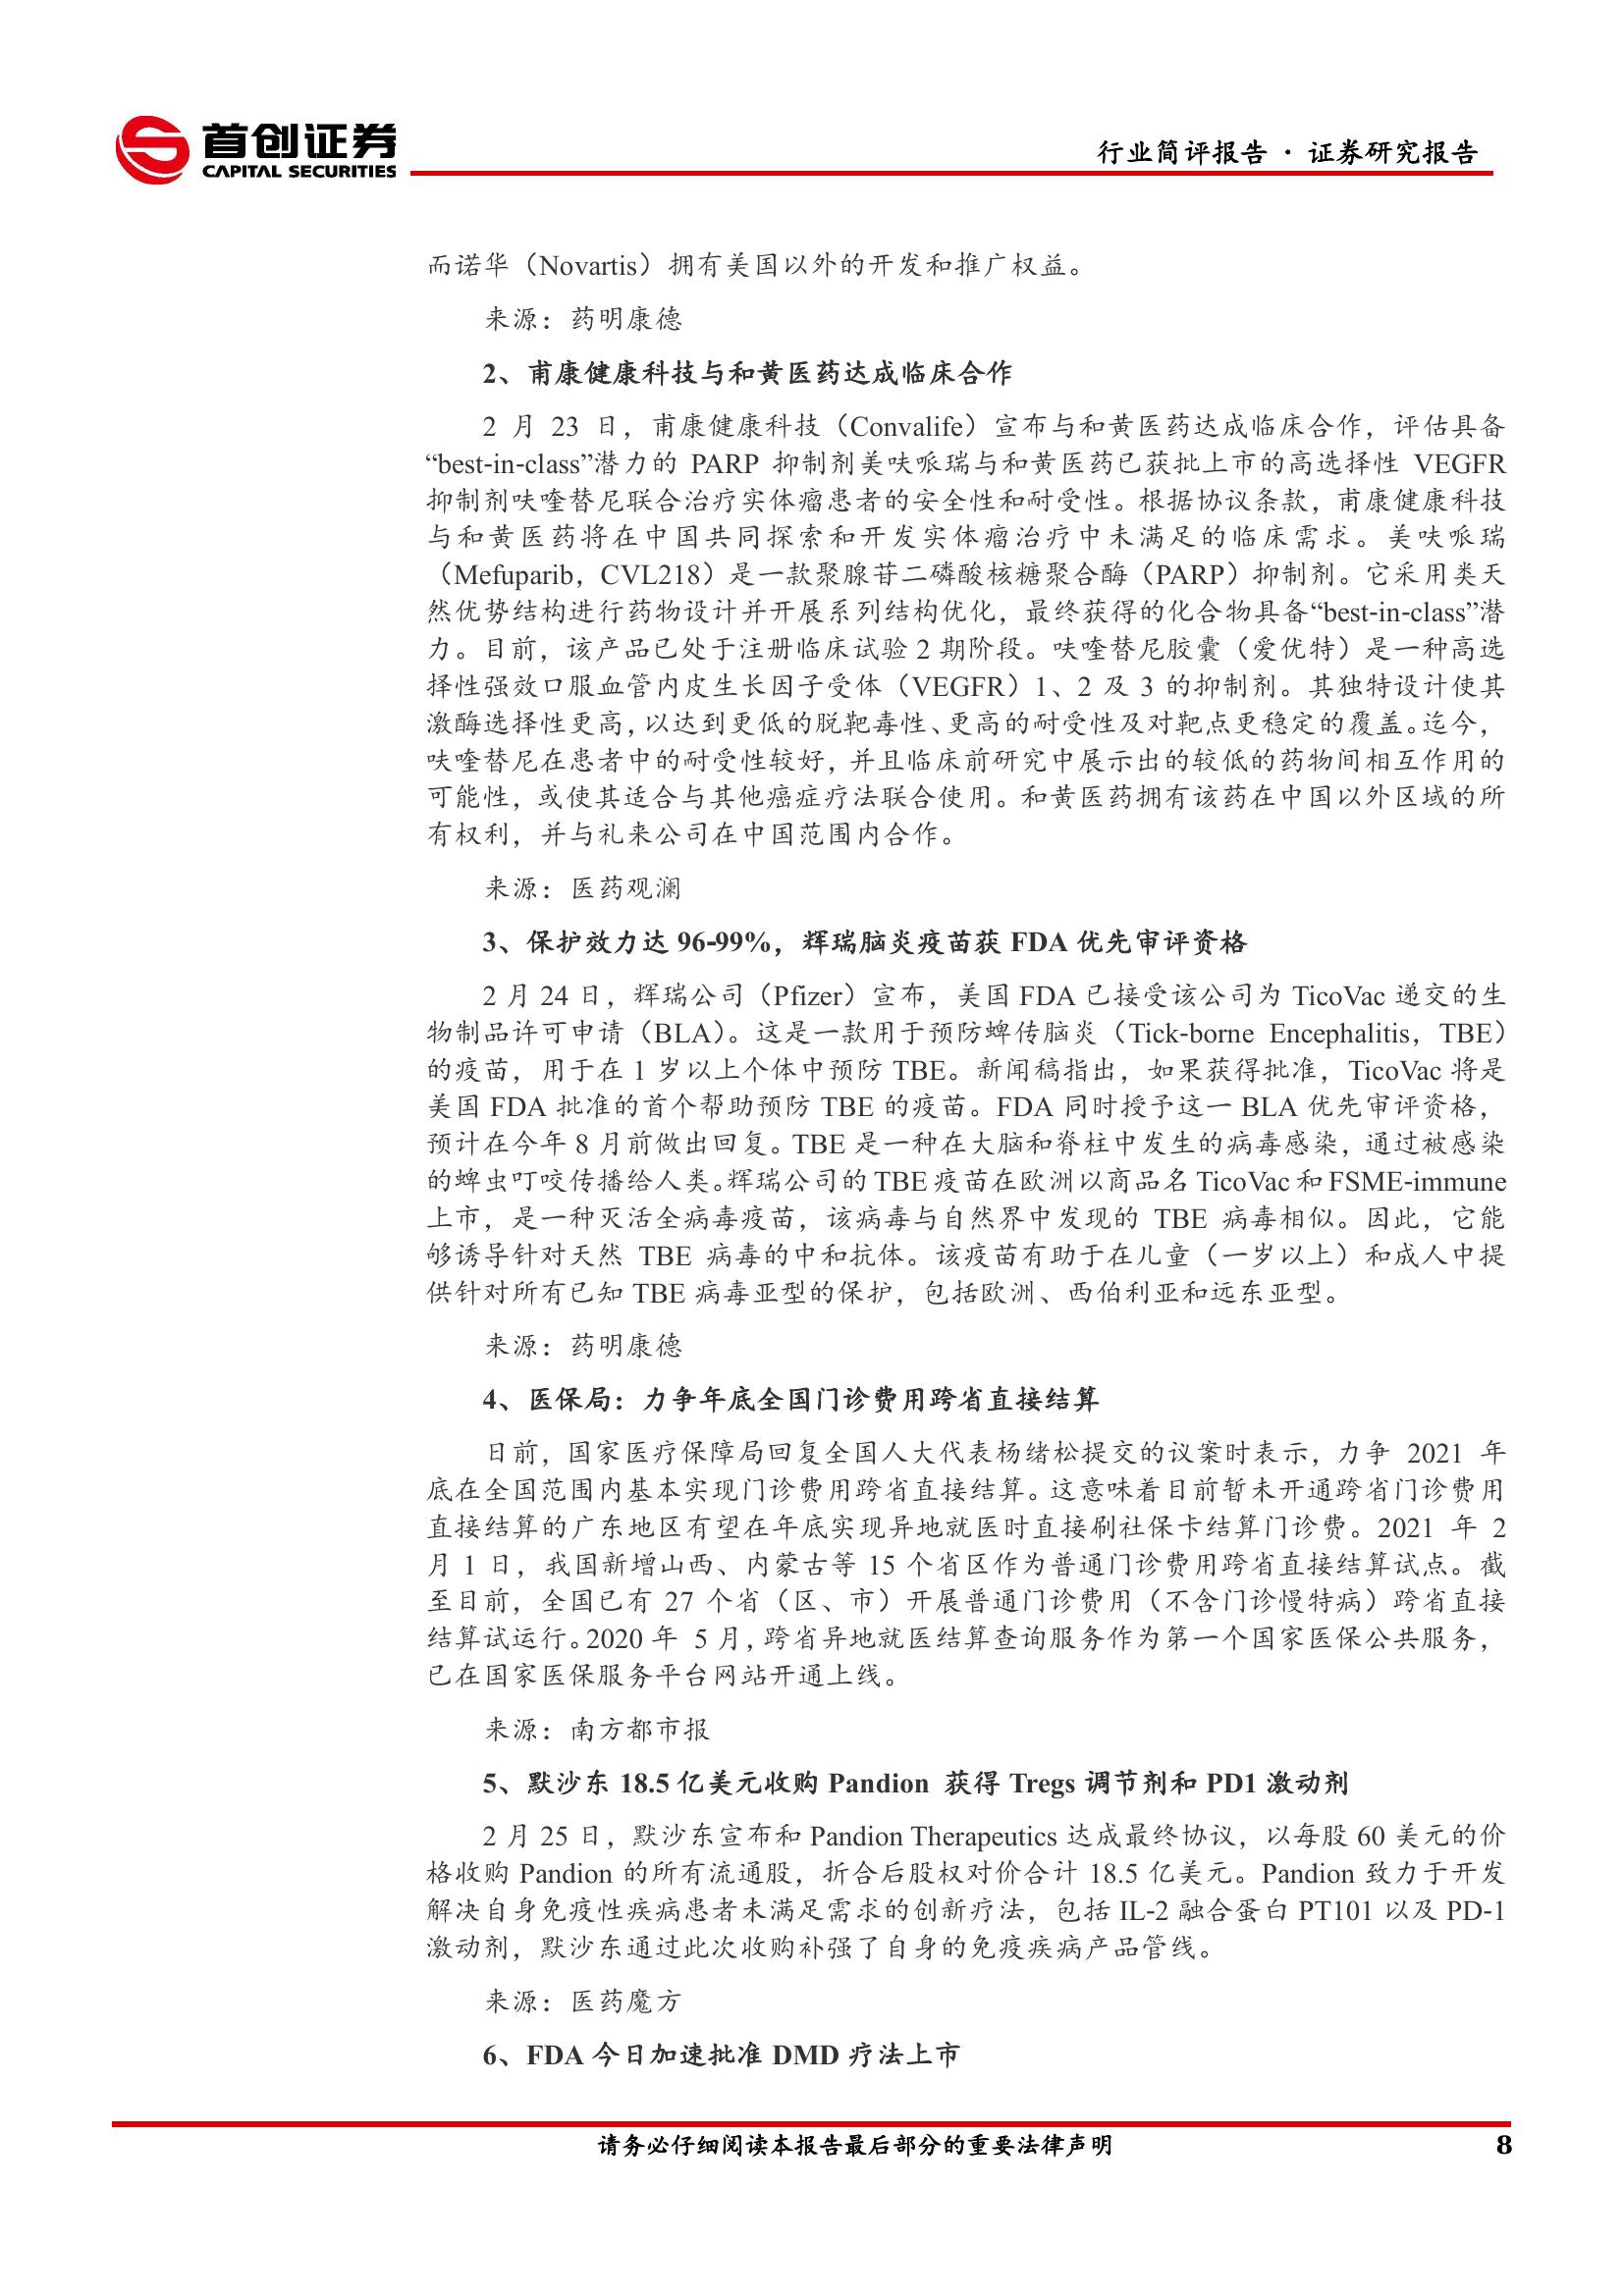 首创证券
CAPITAL SECURITIES
行业简评报告 · 证券研究报告
而诺华（Novartis）拥有美国以外的开发和推广权益。
来源：药明康德
2、甫康健康科技与和黄医药达成临床合作
2 月 23 日，甫康健康科技（Convalife）宣布与和黄医药达成临床合作，评估具备
“best-in-class”潜力的 PARP 抑制剂美呋哌瑞与和黄医药已获批上市的高选择性 VEGFR
抑制剂呋喹替尼联合治疗实体瘤患者的安全性和耐受性。根据协议条款，甫康健康科技
与和黄医药将在中国共同探索和开发实体瘤治疗中未满足的临床需求。美呋哌瑞
（Mefuparib，CVL218）是一款聚腺苷二磷酸核糖聚合酶（PARP）抑制剂。它采用类天
然优势结构进行药物设计并开展系列结构优化，最终获得的化合物具备“best-in-class”潜
力。目前，该产品已处于注册临床试验 2 期阶段。呋喹替尼胶囊（爱优特）是一种高选
择性强效口服血管内皮生长因子受体（VEGFR）1、2 及 3 的抑制剂。其独特设计使其
激酶选择性更高，以达到更低的脱靶毒性、更高的耐受性及对靶点更稳定的覆盖。迄今，
呋喹替尼在患者中的耐受性较好，并且临床前研究中展示出的较低的药物间相互作用的
可能性，或使其适合与其他癌症疗法联合使用。和黄医药拥有该药在中国以外区域的所
有权利，并与礼来公司在中国范围内合作。
来源：医药观澜
3、保护效力达 96-99%，辉瑞脑炎疫苗获 FDA 优先审评资格
2 月 24 日，辉瑞公司（Pfizer）宣布，美国 FDA 已接受该公司为 TicoVac 递交的生
物制品许可申请（BLA）。这是一款用于预防蜱传脑炎（Tick-borne Encephalitis，TBE）
的疫苗，用于在 1 岁以上个体中预防 TBE。新闻稿指出，如果获得批准，TicoVac 将是
美国 FDA 批准的首个帮助预防 TBE 的疫苗。FDA 同时授予这一 BLA 优先审评资格，
预计在今年 8 月前做出回复。TBE 是一种在大脑和脊柱中发生的病毒感染，通过被感染
的蜱虫叮咬传播给人类。辉瑞公司的 TBE 疫苗在欧洲以商品名 TicoVac 和 FSME-immune
上市，是一种灭活全病毒疫苗，该病毒与自然界中发现的 TBE 病毒相似。因此，它能
够诱导针对天然 TBE 病毒的中和抗体。该疫苗有助于在儿童（一岁以上）和成人中提
供针对所有已知 TBE 病毒亚型的保护，包括欧洲、西伯利亚和远东亚型。
来源：药明康德
4、医保局：力争年底全国门诊费用跨省直接结算
日前，国家医疗保障局回复全国人大代表杨绪松提交的议案时表示，力争 2021 年
底在全国范围内基本实现门诊费用跨省直接结算。这意味着目前暂未开通跨省门诊费用
直接结算的广东地区有望在年底实现异地就医时直接刷社保卡结算门诊费。2021 年 2
月 1 日，我国新增山西、内蒙古等 15 个省区作为普通门诊费用跨省直接结算试点。截
至目前，全国已有 27 个省（区、市）开展普通门诊费用（不含门诊慢特病）跨省直接
结算试运行。2020 年 5 月，跨省异地就医结算查询服务作为第一个国家医保公共服务，
已在国家医保服务平台网站开通上线。
来源：南方都市报
5、默沙东 18.5 亿美元收购 Pandion 获得 Tregs 调节剂和 PD1 激动剂
2 月 25 日，默沙东宣布和 Pandion Therapeutics 达成最终协议，以每股 60 美元的价
格收购 Pandion 的所有流通股，折合后股权对价合计 18.5 亿美元。Pandion 致力于开发
解决自身免疫性疾病患者未满足需求的创新疗法，包括 IL-2 融合蛋白 PT101 以及 PD-1
激动剂，默沙东通过此次收购补强了自身的免疫疾病产品管线。
来源：医药魔方
6、FDA 今日加速批准 DMD 疗法上市
请务必仔细阅读本报告最后部分的重要法律声明
8